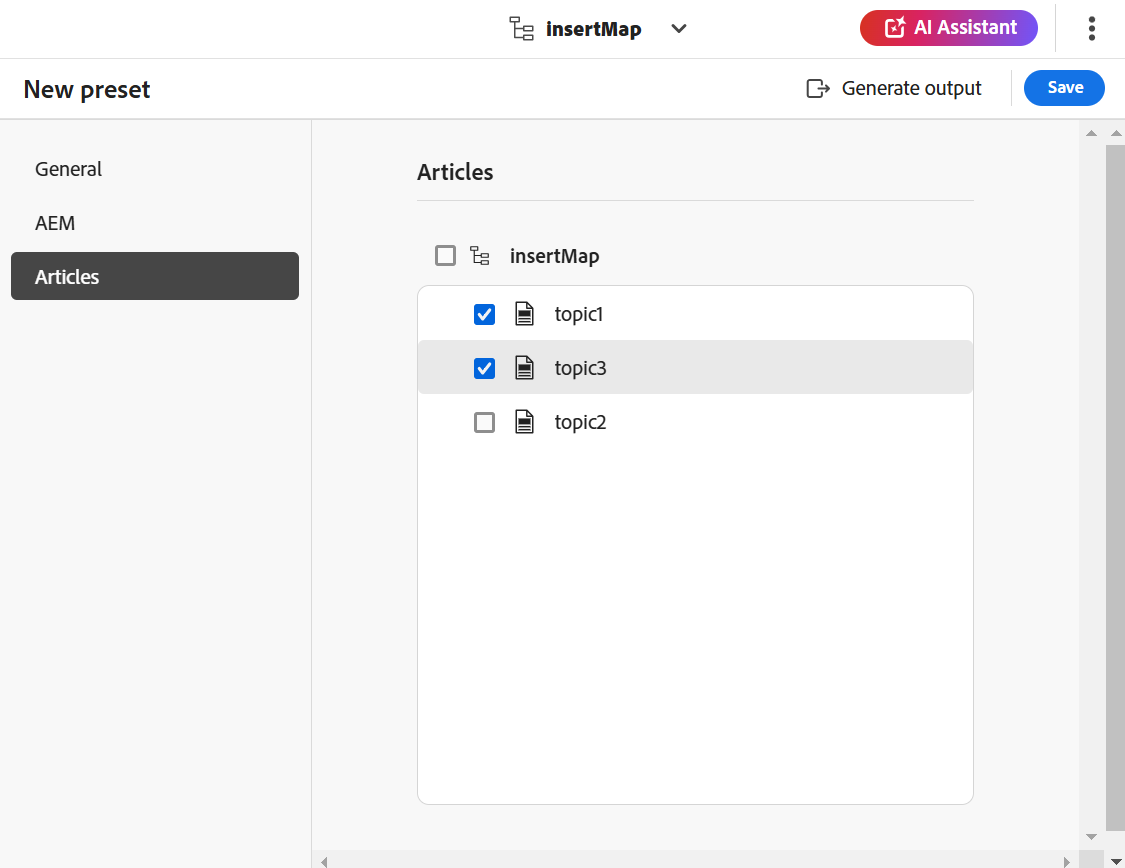 insertMap
AI Assistant
New preset
Generate output
Save
General
AEM
Articles
Articles
insertMap
topic1
topic3
topic2